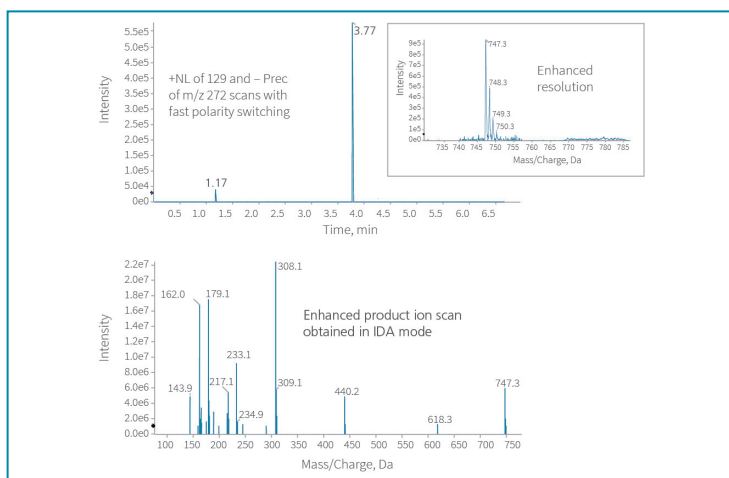 5.5e5
5.0e5
4.5e5
4.0e5
3.5e5
3.0e5
2.5e5
2.0e5
1.5e5
1.0e5
5.0e4
0e0
Intensity
+NL of 129 and – Prec
of m/z 272 scans with
fast polarity switching
1.17
3.77
0.5 1.0 1.5 2.0 2.5 3.0 3.5 4.0 4.5 5.0 5.5 6.0 6.5
Time, min
9e5
8e5
7e5
6e5
5e5
4e5
3e5
2e5
1e5
0e0
Intensity
747.3
748.3
749.3
750.3
Enhanced
resolution
735 740 745 750 755 760 765 770 775 780 785
Mass/Charge, Da
2.2e7
2.0e7
1.8e7
1.6e7
1.4e7
1.2e7
1.0e7
8.0e6
6.0e6
4.0e6
2.0e6
0.0e0
Intensity
143.9
162.0
179.1
217.1
233.1
234.9
308.1
309.1
440.2
618.3
747.3
Enhanced product ion scan
obtained in IDA mode
100 150 200 250 300 350 400 450 500 550 600 650 700 750
Mass/Charge, Da